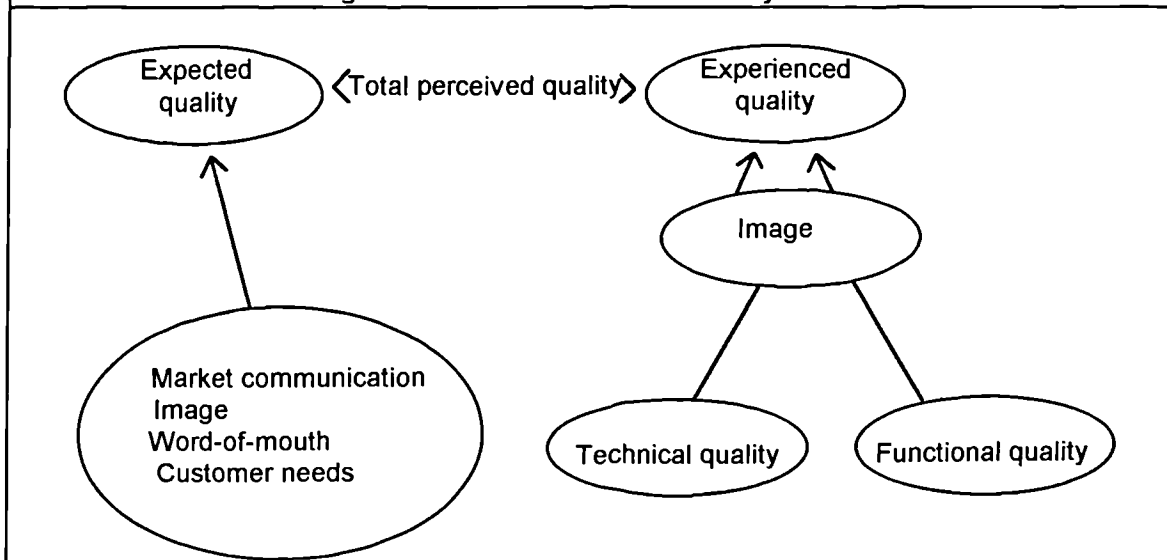 Expected
quality
<Total perceived quality>
Experienced
quality
Image
Market communication
Image
Word-of-mouth
Customer needs
Technical quality
Functional quality